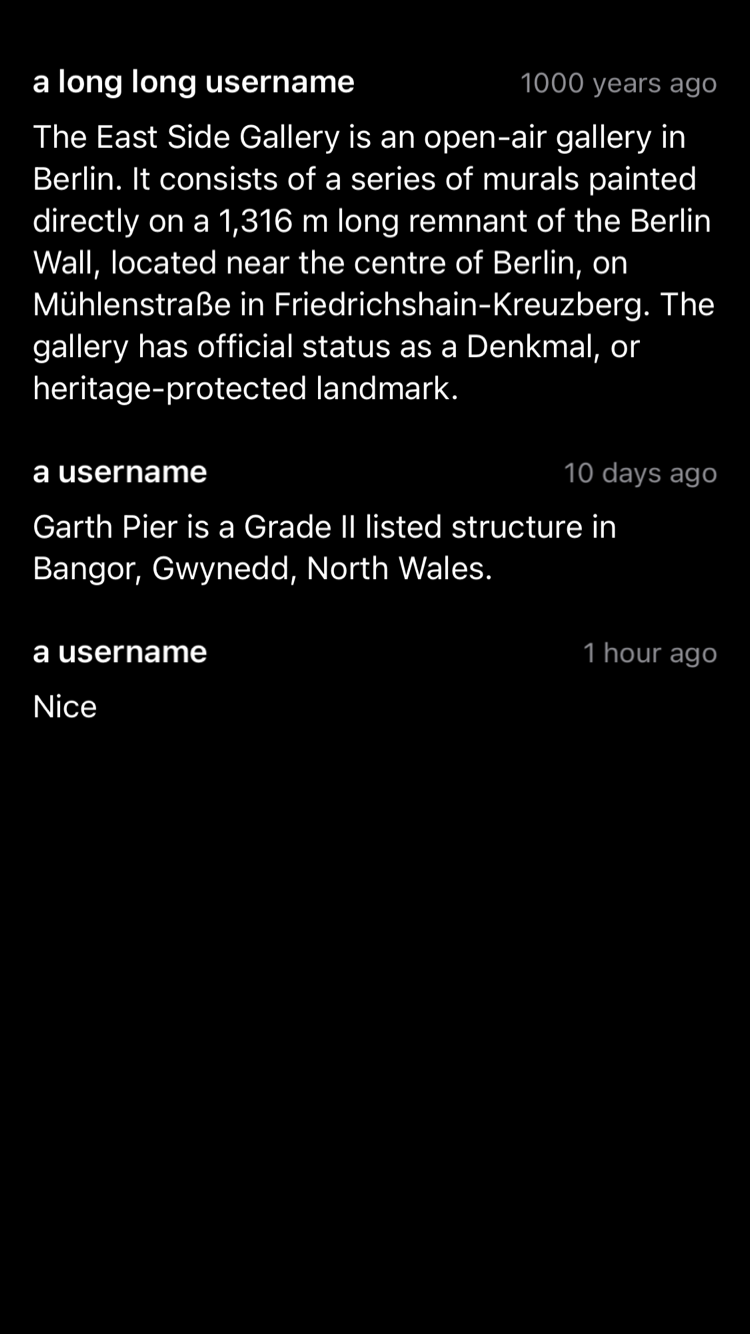 a long long username 1000 years ago
The East Side Gallery is an open-air gallery in
Berlin. It consists of a series of murals painted
directly on a 1,316 m long remnant of the Berlin
Wall, located near the centre of Berlin, on
Mühlenstraße in Friedrichshain-Kreuzberg. The
gallery has official status as a Denkmal, or
heritage-protected landmark.
a username 10 days ago
Garth Pier is a Grade II listed structure in
Bangor, Gwynedd, North Wales.
a username 1 hour ago
Nice